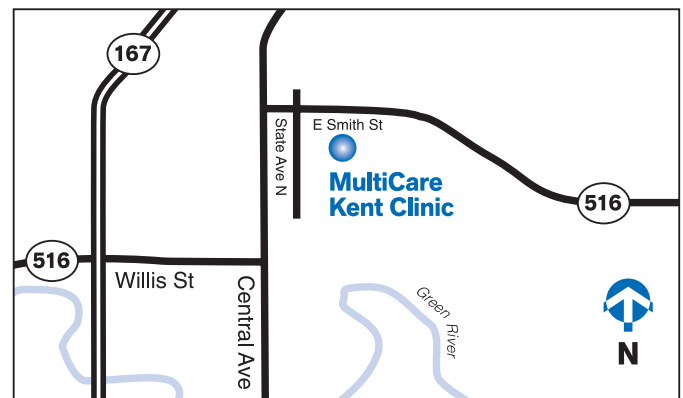 167
E Smith St
State Ave N
MultiCare
Kent Clinic
516
516
Willis St
Central Ave
Green River
N